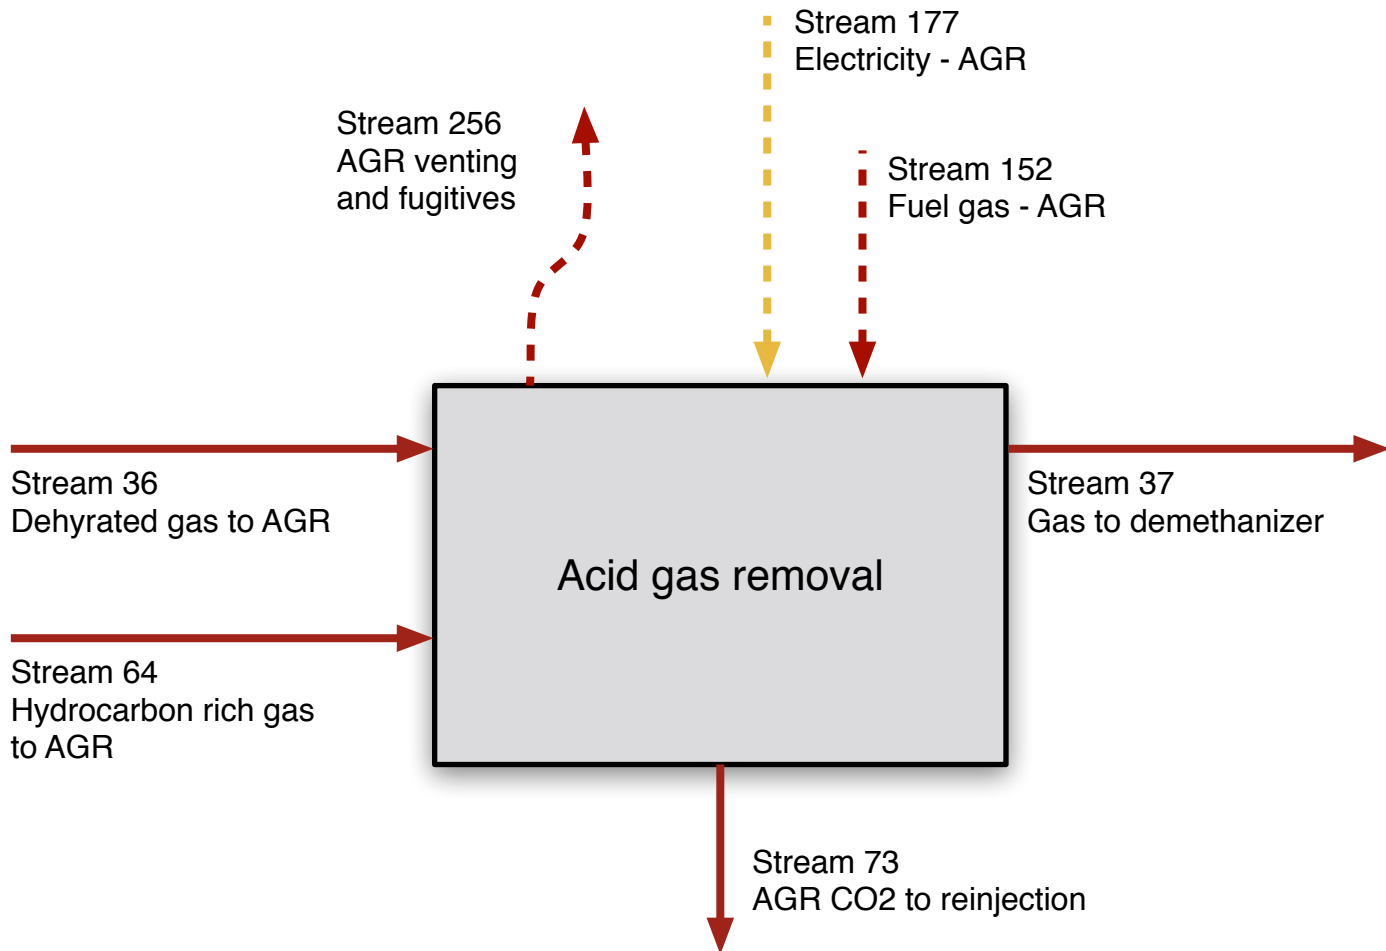 Stream 177
Electricity - AGR
Stream 256
AGR venting
and fugitives
Stream 152
Fuel gas - AGR
Stream 36
Dehyrated gas to AGR
Stream 37
Gas to demethanizer
Acid gas removal
Stream 64
Hydrocarbon rich gas
to AGR
Stream 73
AGR CO2 to reinjection